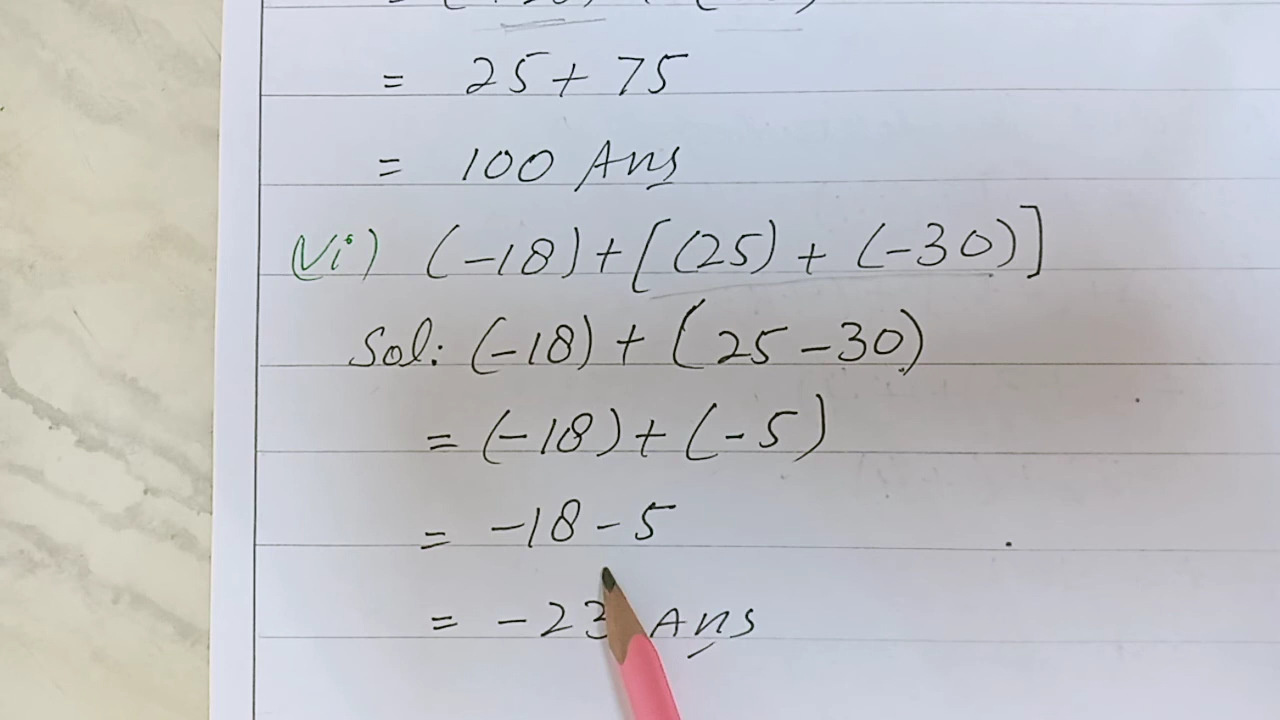 = 25 + 75
= 100 Ans
(Vi) (-18) + [(25) + (-30)]
Sol: (-18) + (25 - 30)
= (-18) + (-5)
= -18 - 5
= -23 Ans